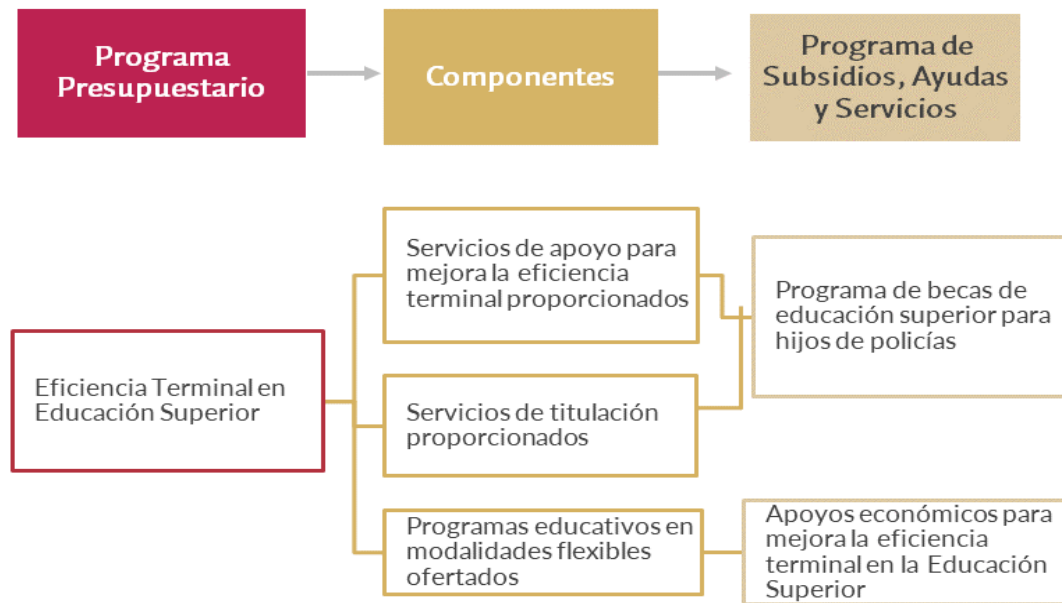 Programa
Presupuestario
Componentes
Programa de
Subsidios, Ayudas
y Servicios
Servicios de apoyo para
mejora la eficiencia
terminal proporcionados
Programa de becas de
educación superior para
hijos de policías
Eficiencia Terminal en
Educación Superior
Servicios de titulación
proporcionados
Programas educativos en
modalidades flexibles
ofertados
Apoyos económicos para
mejora la eficiencia
terminal en la Educación
Superior